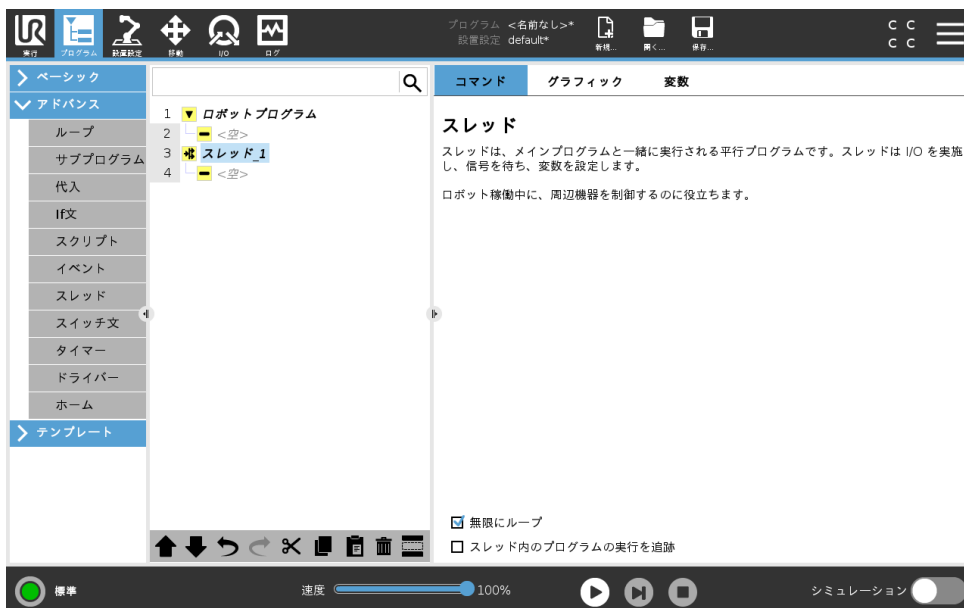 UR
実行
プログラム
設置設定
移動
I/O
ログ
プログラム <名前なし>*
設置設定 default*
新規...
開く...
保存...
C C
C C
ベーシック
アドバンス
ループ
サブプログラム
代入
If文
スクリプト
イベント
スレッド
スイッチ文
タイマー
ドライバー
ホーム
テンプレート
1 ロボットプログラム
2 <空>
3 スレッド_1
4 <空>
コマンド グラフィック 変数
スレッド
スレッドは、メインプログラムと一緒に実行される平行プログラムです。スレッドは I/O を実施
し、信号を待ち、変数を設定します。
ロボット稼働中に、周辺機器を制御するのに役立ちます。
無限にループ
スレッド内のプログラムの実行を追跡
標準
速度 100%
シミュレーション